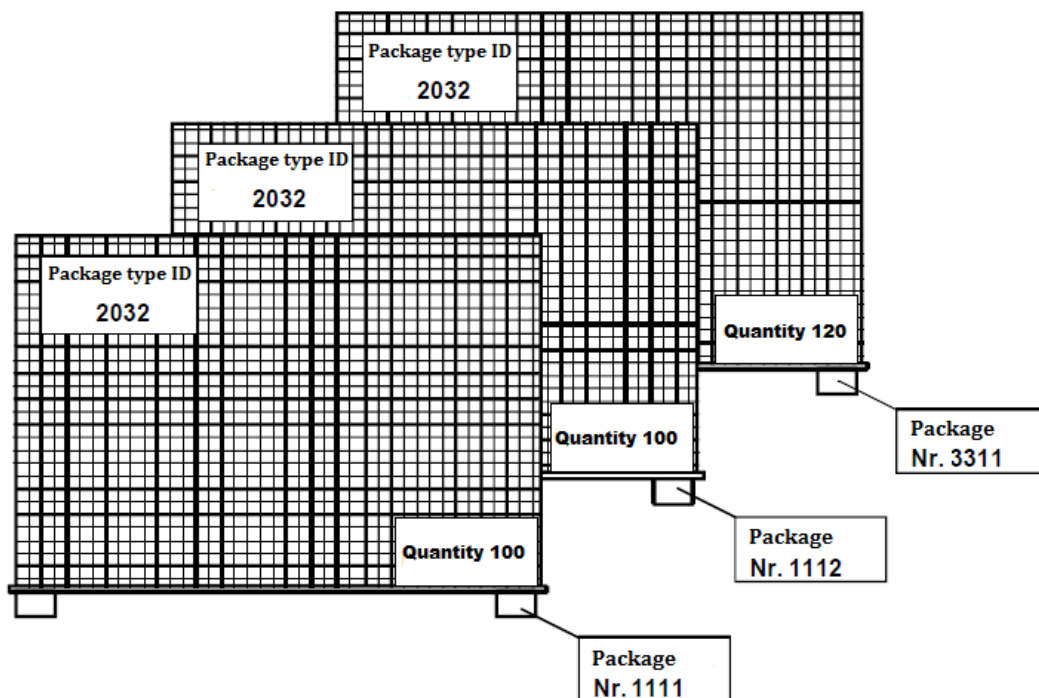 Package type ID
2032
Package type ID
2032
Package type ID
2032
Quantity 120
Package
Nr. 3311
Quantity 100
Package
Nr. 1112
Quantity 100
Package
Nr. 1111